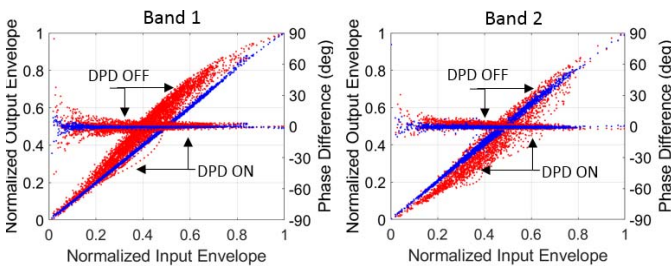 Band 1
Normalized Output Envelope
1
0.8
0.6
0.4
0.2
0
DPD OFF
DPD ON
90
60
30
0
-30
-60
-90
Phase Difference (deg)
0 0.2 0.4 0.6 0.8 1
Normalized Input Envelope
Band 2
Normalized Output Envelope
1
0.8
0.6
0.4
0.2
0
DPD OFF
DPD ON
90
60
30
0
-30
-60
-90
Phase Difference (deg)
0 0.2 0.4 0.6 0.8 1
Normalized Input Envelope